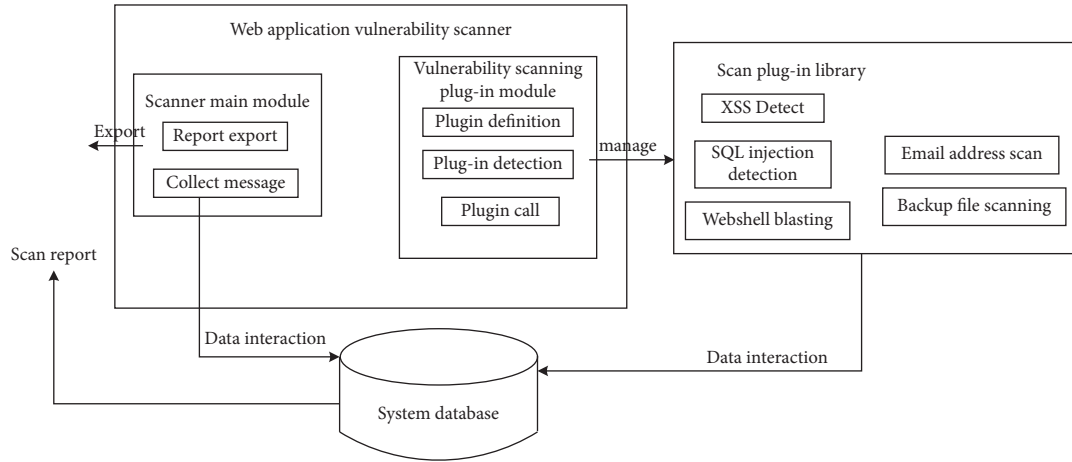 Web application vulnerability scanner
Scanner main module
Report export
Collect message
Export
Vulnerability scanning
plug-in module
Plugin definition
Plug-in detection
Plugin call
manage
Scan plug-in library
XSS Detect
SQL injection
detection
Webshell blasting
Email address scan
Backup file scanning
Scan report
Data interaction
Data interaction
System database